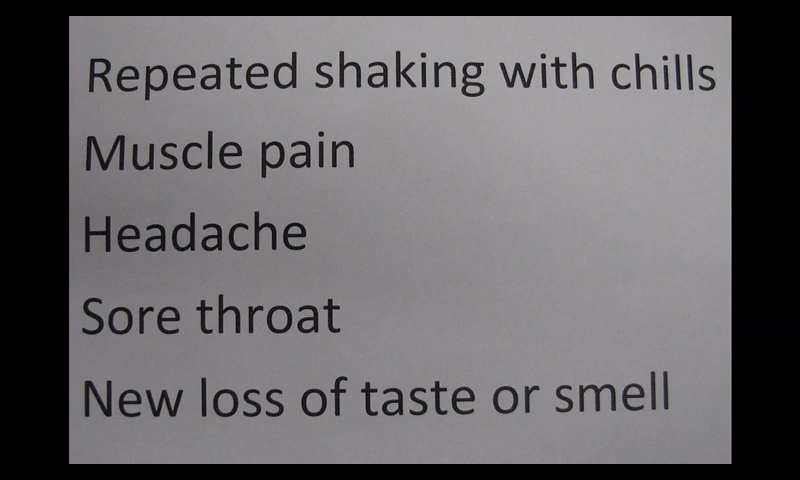 Repeated shaking with chills
Muscle pain
Headache
Sore throat
New loss of taste or smell